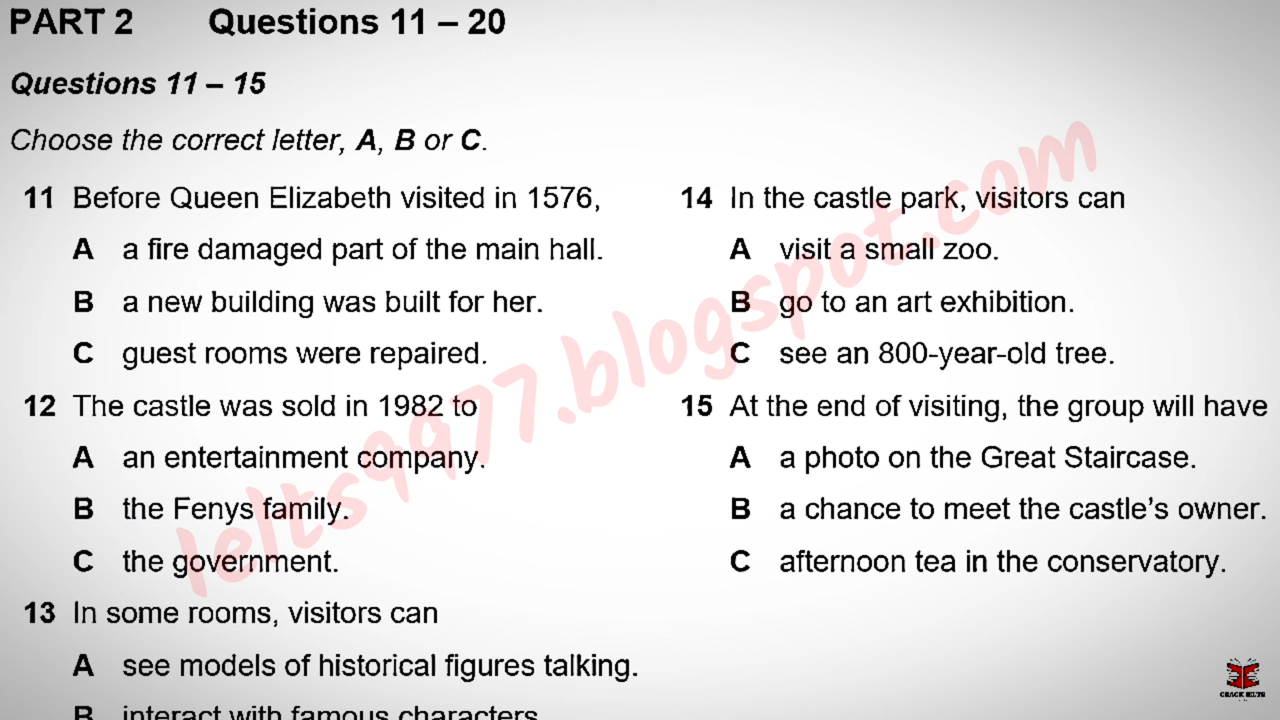 PART 2 Questions 11 – 20
Questions 11 – 15
Choose the correct letter, A, B or C.
11 Before Queen Elizabeth visited in 1576,
A a fire damaged part of the main hall.
B a new building was built for her.
C guest rooms were repaired.
12 The castle was sold in 1982 to
A an entertainment company.
B the Fenys family.
C the government.
13 In some rooms, visitors can
A see models of historical figures talking.
B interact with famous characters
14 In the castle park, visitors can
A visit a small zoo.
B go to an art exhibition.
C see an 800-year-old tree.
15 At the end of visiting, the group will have
A a photo on the Great Staircase.
B a chance to meet the castle’s owner.
C afternoon tea in the conservatory.
Ielts9977.blogspot.com
CRACK IELTS